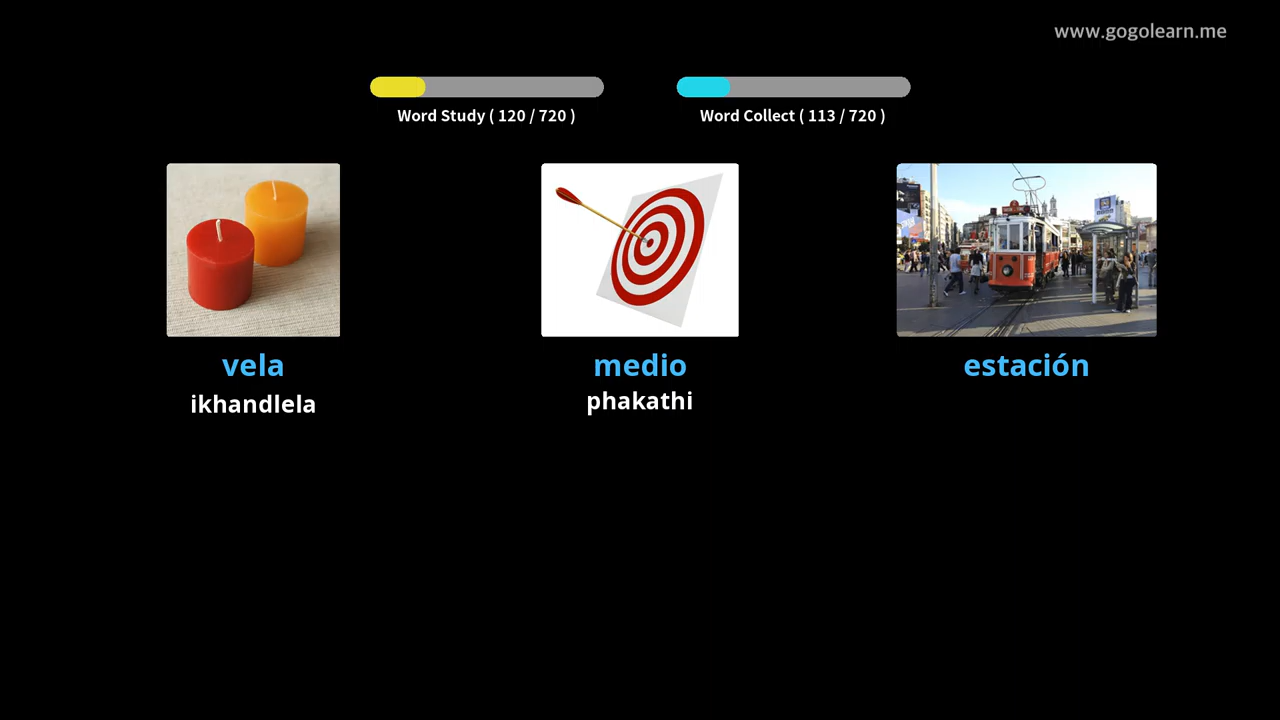 www.gogolearn.me
Word Study ( 120 / 720 )
Word Collect ( 113 / 720 )
vela
medio
estación
ikhandlela
phakathi